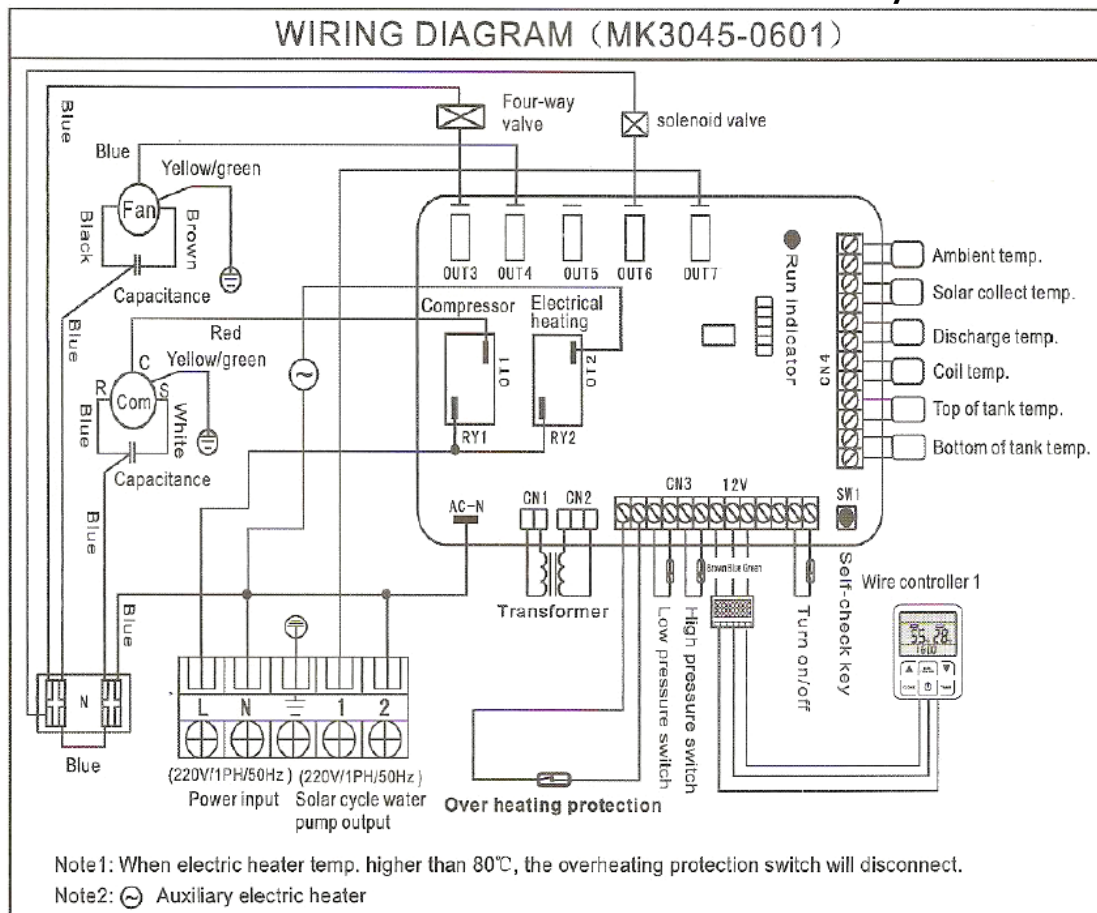 WIRING DIAGRAM (MK3045-0601)
Blue
Four-way
valve
solenoid valve
Blue
Yellow/green
Fan
Black
Brown
Capacitance
OUT3
OUT4
OUT5
OUT6
OUT7
Run indicator
Ambient temp.
Solar collect temp.
Discharge temp.
Coil temp.
Top of tank temp.
Bottom of tank temp.
CN4
Compressor
Electrical
heating
OT1
OT2
RY1
RY2
Blue
Red
Yellow/green
C
R
S
Com
Blue
White
Capacitance
Blue
Blue
AC-N
CN1
CN2
Transformer
CN3
12V
SW1
Self-check key
Brown Blue Green
Low pressure switch
High pressure switch
Turn on/off
Wire controller 1
55 28
N
Blue
L N 1 2
(220V/1PH/50Hz) (220V/1PH/50Hz)
Power input
Solar cycle water
pump output
Over heating protection
Note1: When electric heater temp. higher than 80℃, the overheating protection switch will disconnect.
Note2: Auxiliary electric heater